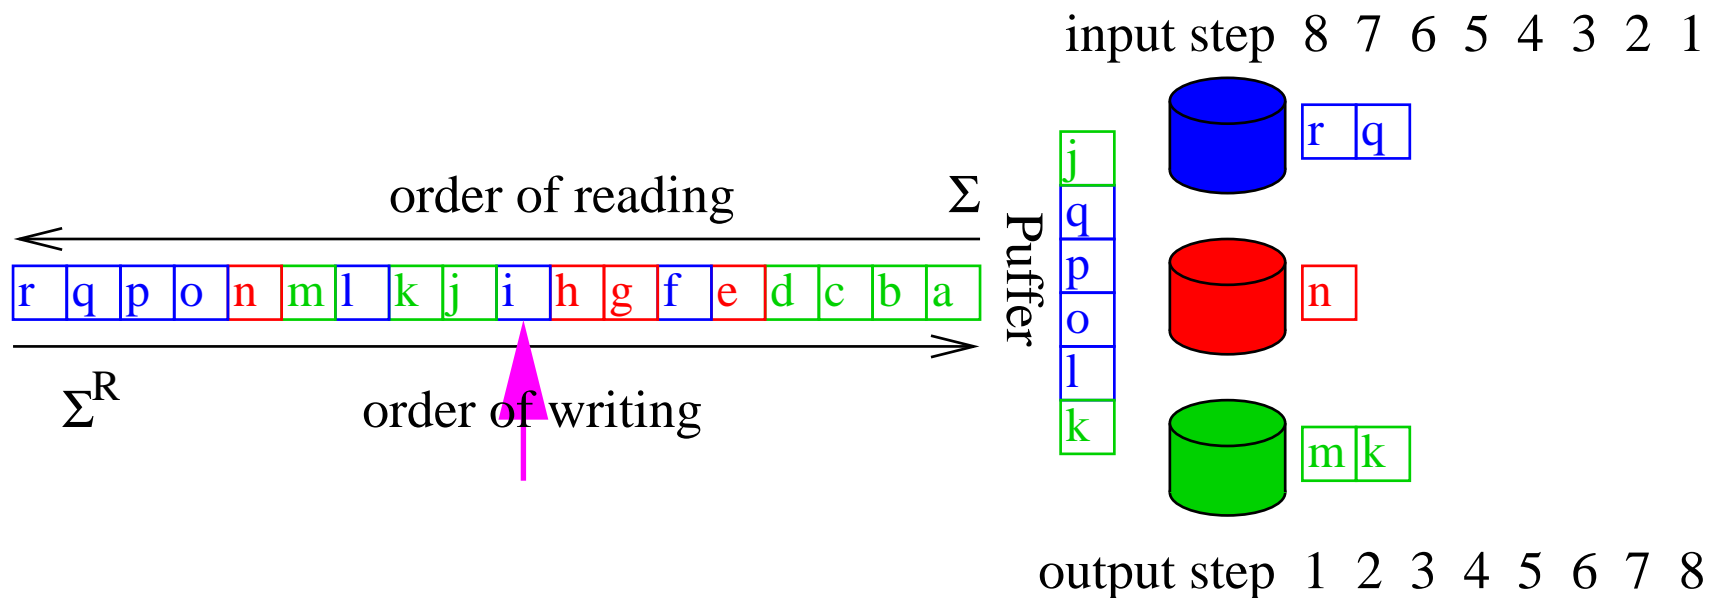 input step 8 7 6 5 4 3 2 1
order of reading Σ
r q p o n m l k j i h g f e d c b a
Σ^R order of writing
Puffer
j
q
p
o
l
k
r q
n
m k
output step 1 2 3 4 5 6 7 8